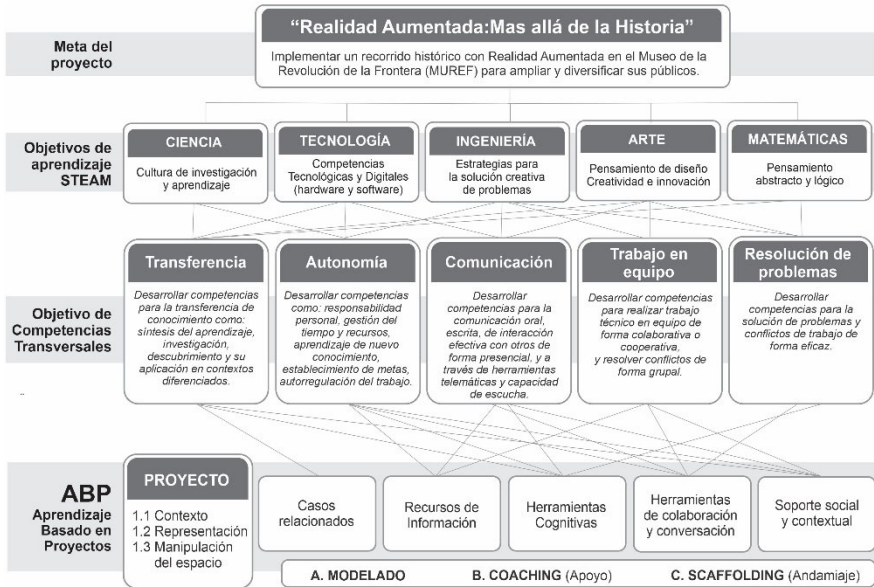 “Realidad Aumentada:Mas allá de la Historia”
Meta del
proyecto
Implementar un recorrido histórico con Realidad Aumentada en el Museo de la
Revolución de la Frontera (MUREF) para ampliar y diversificar sus públicos.
Objetivos de
aprendizaje
STEAM
CIENCIA
Cultura de investigación
y aprendizaje
TECNOLOGÍA
Competencias
Tecnológicas y Digitales
(hardware y software)
INGENIERÍA
Estrategias para
la solución creativa
de problemas
ARTE
Pensamiento de diseño
Creatividad e innovación
MATEMÁTICAS
Pensamiento
abstracto y lógico
Objetivo de
Competencias
Transversales
Transferencia
Desarrollar competencias
para la transferencia de
conocimiento como:
síntesis del aprendizaje,
investigación,
descubrimiento y su
aplicación en contextos
diferenciados.
Autonomía
Desarrollar competencias
como: responsabilidad
personal, gestión del
tiempo y recursos,
aprendizaje de nuevo
conocimiento,
establecimiento de metas,
autorregulación del trabajo.
Comunicación
Desarrollar
competencias para la
comunicación oral,
escrita, de interacción
efectiva con otros de
forma presencial, y a
través de herramientas
telemáticas y capacidad
de escucha.
Trabajo en
equipo
Desarrollar competencias
para realizar trabajo
técnico en equipo de
forma colaborativa o
cooperativa,
y resolver conflictos de
forma grupal.
Resolución de
problemas
Desarrollar
competencias para la
solución de problemas y
conflictos de trabajo de
forma eficaz.
ABP
Aprendizaje
Basado en
Proyectos
PROYECTO
1.1 Contexto
1.2 Representación
1.3 Manipulación
del espacio
Casos
relacionados
Recursos de
Información
Herramientas
Cognitivas
Herramientas
de colaboración
y conversación
Soporte social
y contextual
A. MODELADO B. COACHING (Apoyo) C. SCAFFOLDING (Andamiaje)